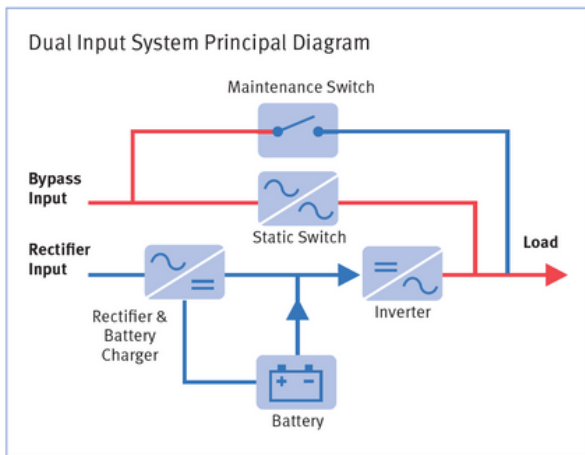 Dual Input System Principal Diagram
Maintenance Switch
Bypass
Input
Static Switch
Rectifier
Input
Load
Rectifier &
Battery
Charger
Inverter
+ -
Battery